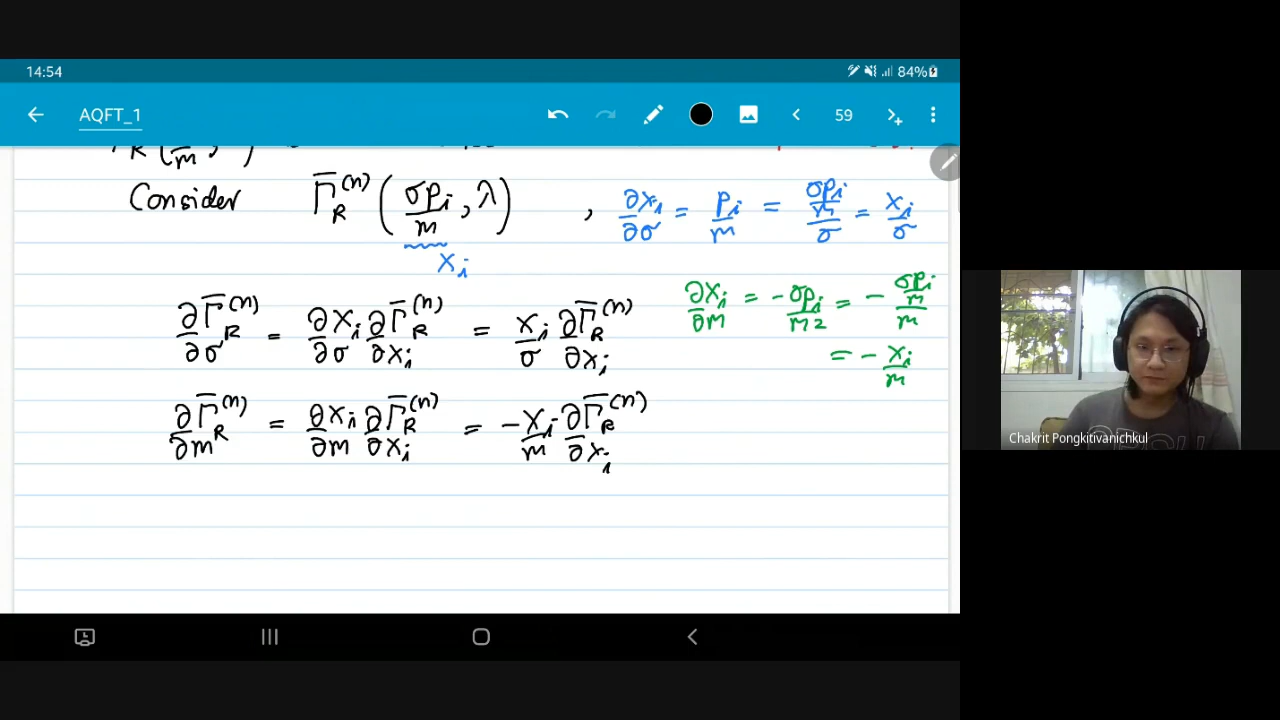 14:54
84%
AQFT_1
59
Consider Γ̅_R^(n) (σp_i/m , λ) , ∂x_i/∂σ = p_i/m = (σp_i/m)/σ = x_i/σ
x_i
∂x_i/∂m = -σp_i/m2 = - (σp_i/m)/m
= - x_i/m
∂Γ̅_R^(n)/∂σ = ∂x_i/∂σ ∂Γ̅_R^(n)/∂x_i = x_i/σ ∂Γ̅_R^(n)/∂x_i
∂Γ̅_R^(n)/∂m = ∂x_i/∂m ∂Γ̅_R^(n)/∂x_i = -x_i/m ∂Γ̅_R^(n)/∂x_i
Chakrit Pongkitivanichkul